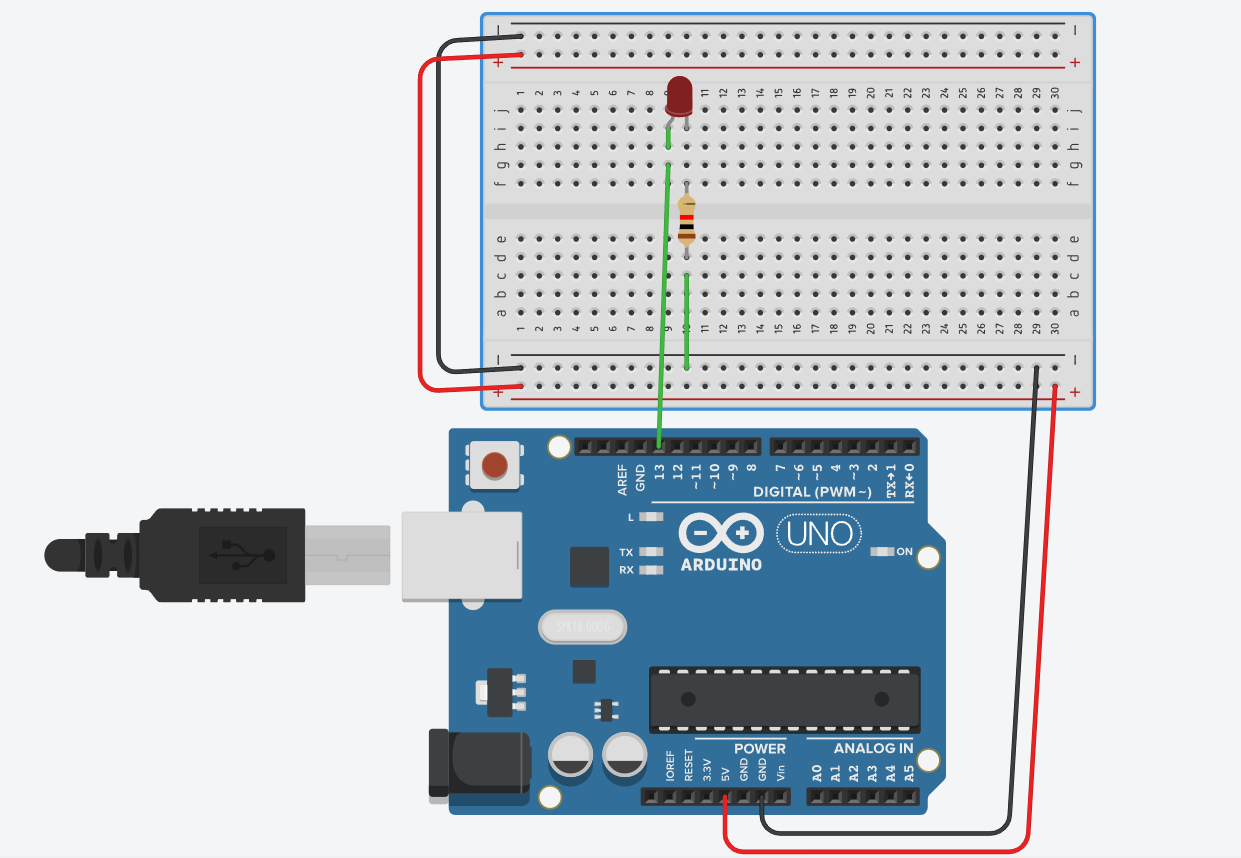 − −
+ +
1 2 3 4 5 6 7 8 9 11 12 13 14 15 16 17 18 19 20 21 22 23 24 25 26 27 28 29 30
j j
i i
h h
g g
f f
e e
d d
c c
b b
a a
1 2 3 4 5 6 7 8 9 10 11 12 13 14 15 16 17 18 19 20 21 22 23 24 25 26 27 28 29 30
− −
+ +
AREF GND 13 12 ~11 ~10 ~9 8 7 ~6 ~5 4 ~3 2 TX→1 RX←0
DIGITAL (PWM~)
L
UNO
TX ON
RX ARDUINO
SPK16.000G
POWER ANALOG IN
IOREF RESET 3.3V 5V GND GND Vin A0 A1 A2 A3 A4 A5